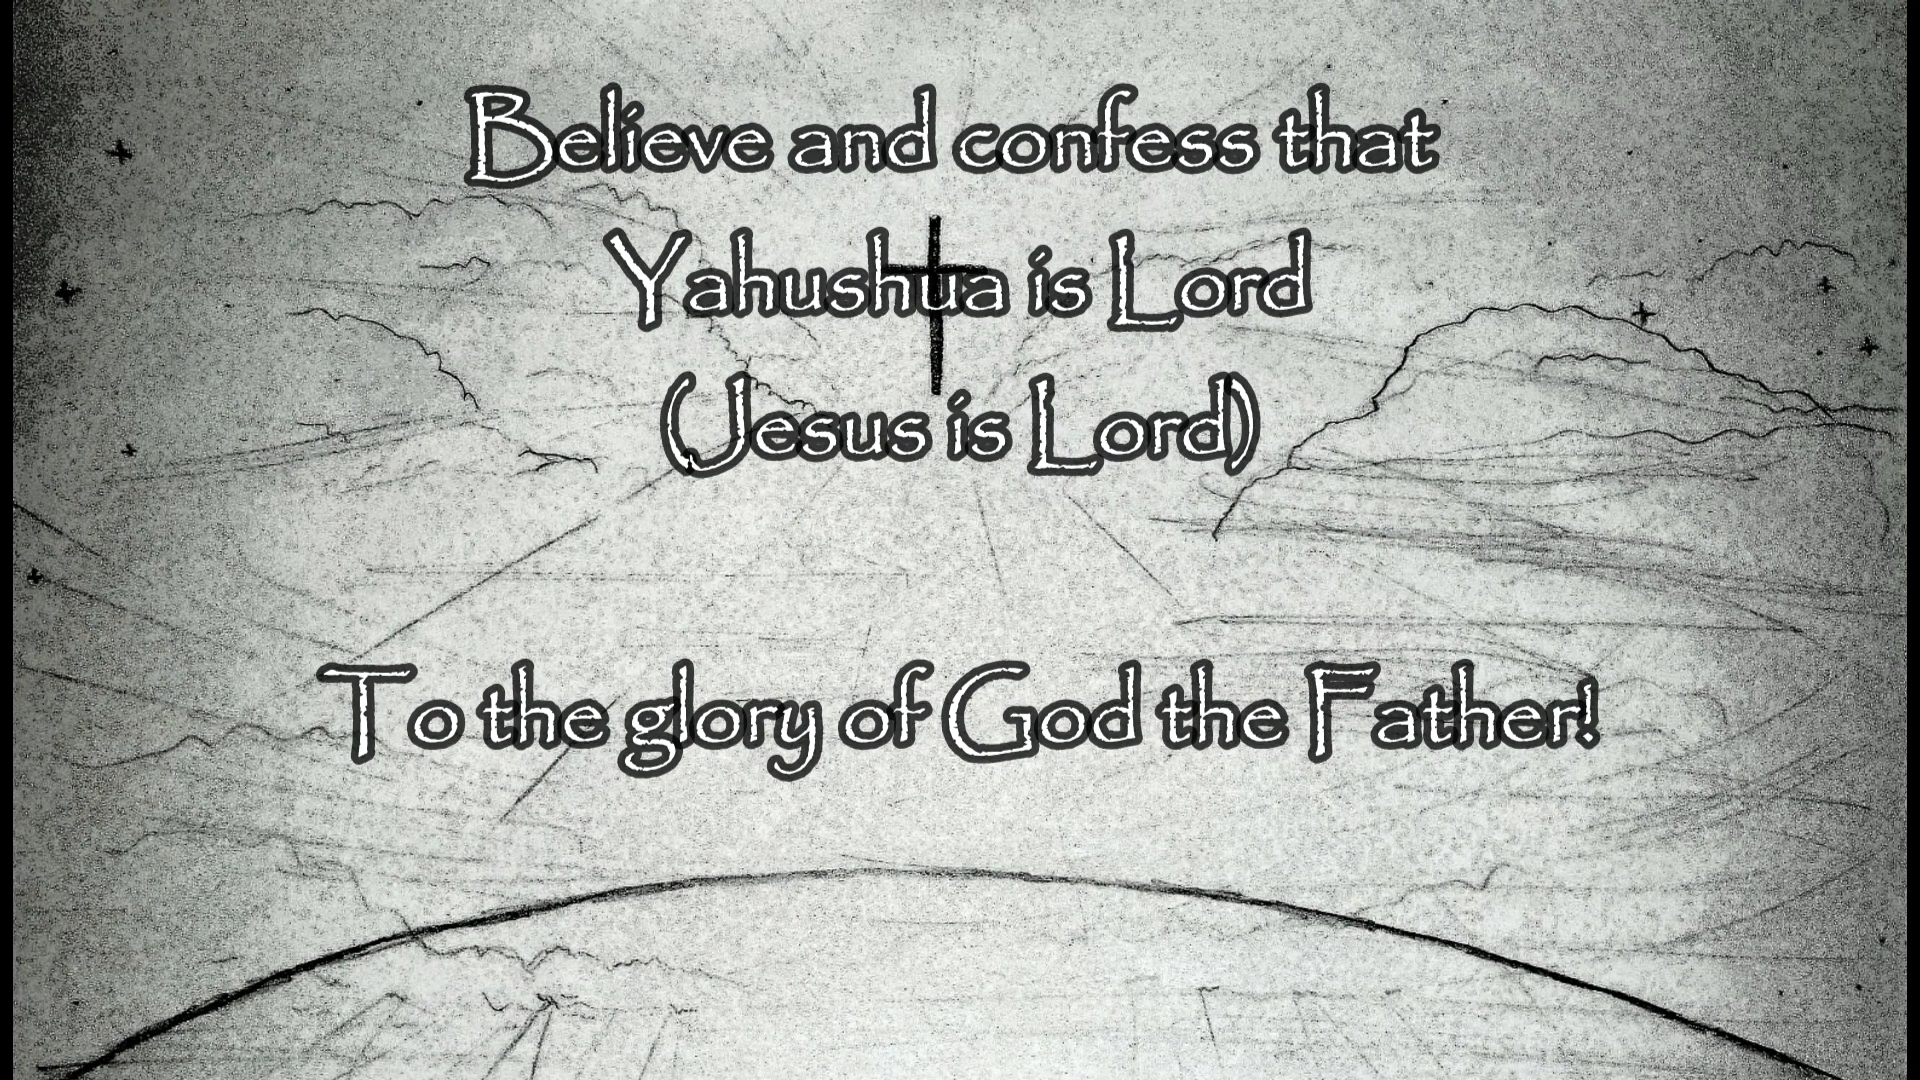 Believe and confess that
Yahushua is Lord
(Jesus is Lord)
To the glory of God the Father!